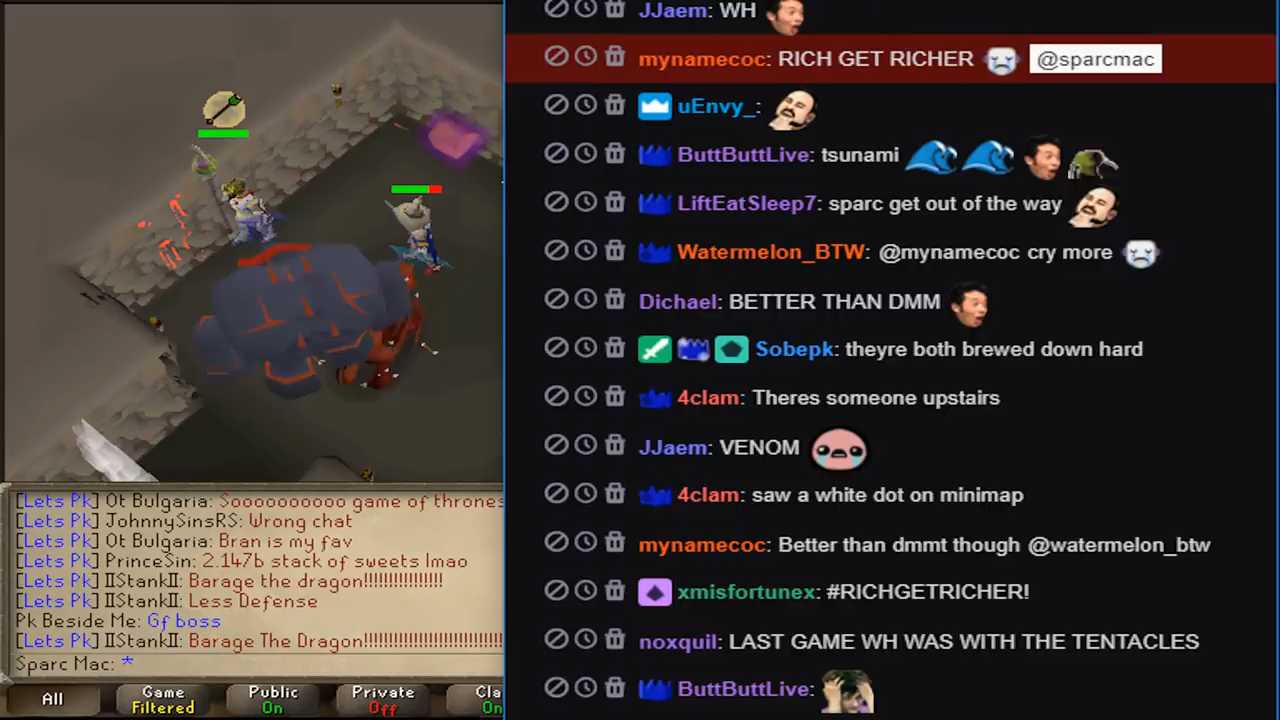 JJaem: WH
mynamecoc: RICH GET RICHER @sparcmac
uEnvy_:
ButtButtLive: tsunami
LiftEatSleep7: sparc get out of the way
Watermelon_BTW: @mynamecoc cry more
Dichael: BETTER THAN DMM
Sobepk: theyre both brewed down hard
4clam: Theres someone upstairs
JJaem: VENOM
4clam: saw a white dot on minimap
mynamecoc: Better than dmmt though @watermelon_btw
xmisfortunex: #RICHGETRICHER!
noxquil: LAST GAME WH WAS WITH THE TENTACLES
ButtButtLive:
[Lets Pk] Ot Bulgaria: Soooooooooo game of thrones
[Lets Pk] JohnnySinsRS: Wrong chat
[Lets Pk] Ot Bulgaria: Bran is my fav
[Lets Pk] PrinceSin: 2.147b stack of sweets lmao
[Lets Pk] IIStankII: Barage the dragon!!!!!!!!!!!!!!!!
[Lets Pk] IIStankII: Less Defense
Pk Beside Me: Gf boss
[Lets Pk] IIStankII: Barage The Dragon!!!!!!!!!!!!!!!!!!!!!!!!!
Sparc Mac: *
All
Game
Filtered
Public
On
Private
Off
Cla
On